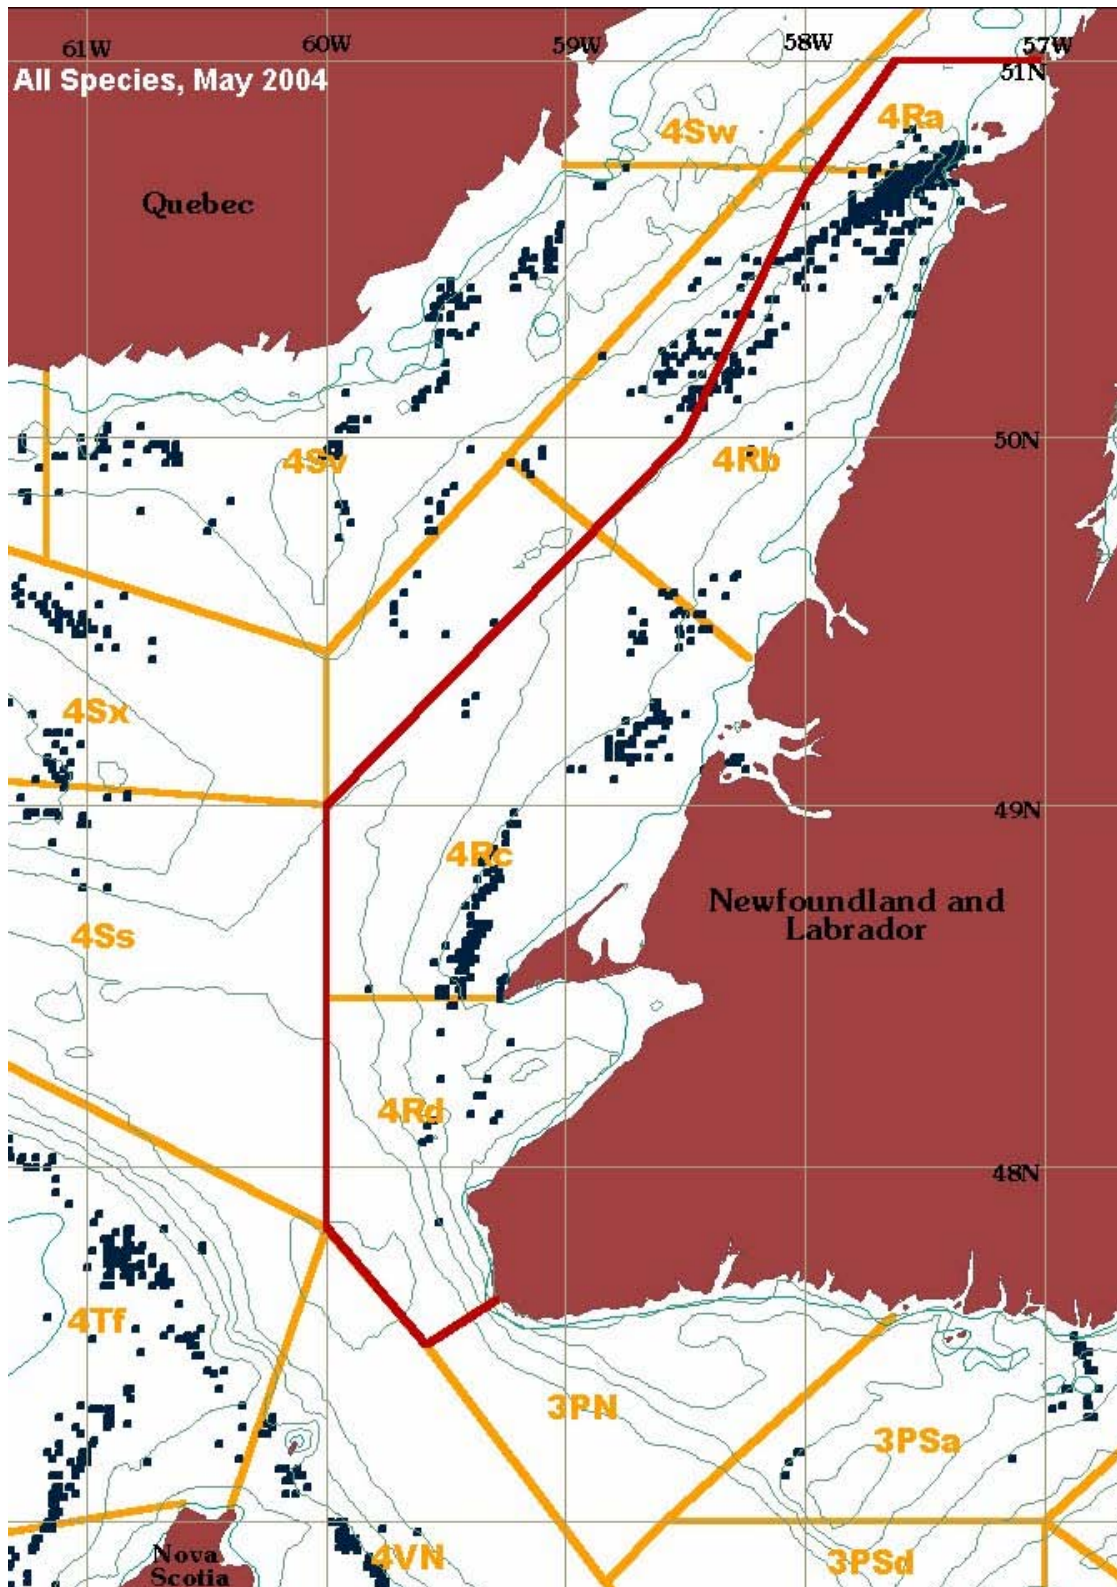 61W
60W
59W
58W
57W
51N
All Species, May 2004
4Ra
4Sw
Quebec
50N
4Sv
4Rb
4Sx
49N
4Rc
Newfoundland and
Labrador
4Ss
4Rd
48N
4Tf
3PN
3PSa
Nova
Scotia
4VN
3PSd